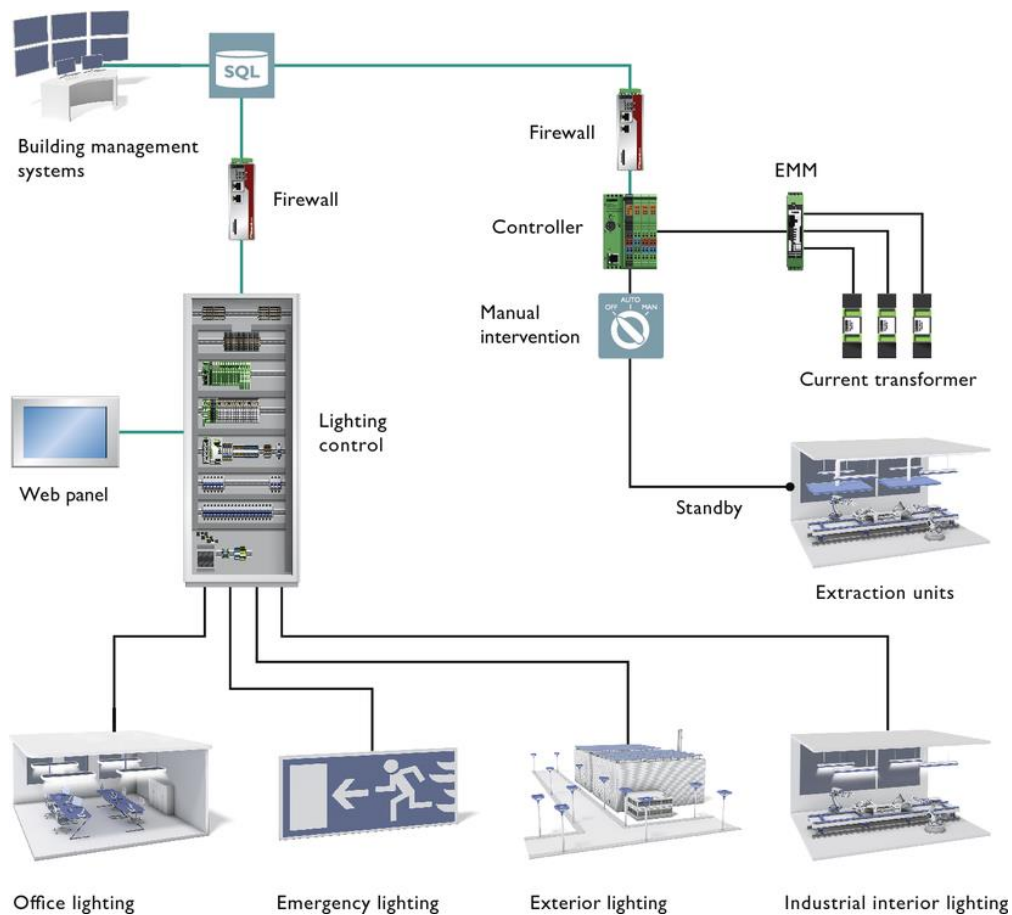 SQL
Building management
systems
Firewall
Firewall
EMM
Controller
AUTO
OFF
MAN
Manual
intervention
Current transformer
Lighting
control
Web panel
Standby
Extraction units
Office lighting
Emergency lighting
Exterior lighting
Industrial interior lighting